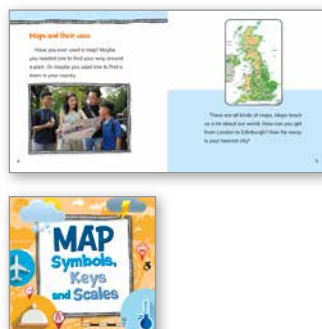 Maps and their uses
Have you ever used a map? Maybe
you needed one to find your way around
a park. Or maybe you used one to find a
town in your county.
4
There are all kinds of maps. Maps teach
us a lot about our world. How can you get
from London to Edinburgh? How far away
is your nearest city?
5
MAP
Symbols,
Keys
and Scales